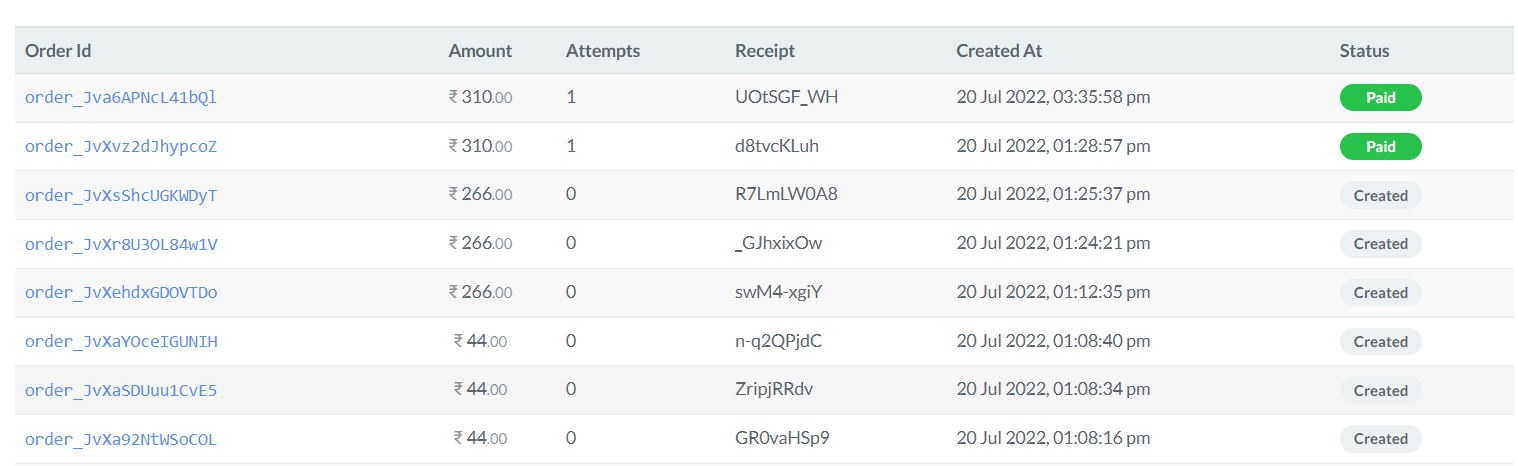 Order Id Amount Attempts Receipt Created At Status
order_Jva6APNcL41bQl ₹ 310.00 1 UOtSGF_WH 20 Jul 2022, 03:35:58 pm Paid
order_JvXvz2dJhypcoZ ₹ 310.00 1 d8tvcKLuh 20 Jul 2022, 01:28:57 pm Paid
order_JvXsShcUGKWDyT ₹ 266.00 0 R7LmLW0A8 20 Jul 2022, 01:25:37 pm Created
order_JvXr8U3OL84w1V ₹ 266.00 0 _GJhxixOw 20 Jul 2022, 01:24:21 pm Created
order_JvXehdxGDOVTDo ₹ 266.00 0 swM4-xgiY 20 Jul 2022, 01:12:35 pm Created
order_JvXaYOceIGUNIH ₹ 44.00 0 n-q2QPjdC 20 Jul 2022, 01:08:40 pm Created
order_JvXaSDUuu1CvE5 ₹ 44.00 0 ZripjRRdv 20 Jul 2022, 01:08:34 pm Created
order_JvXa92NtWSoCOL ₹ 44.00 0 GR0vaHSp9 20 Jul 2022, 01:08:16 pm Created